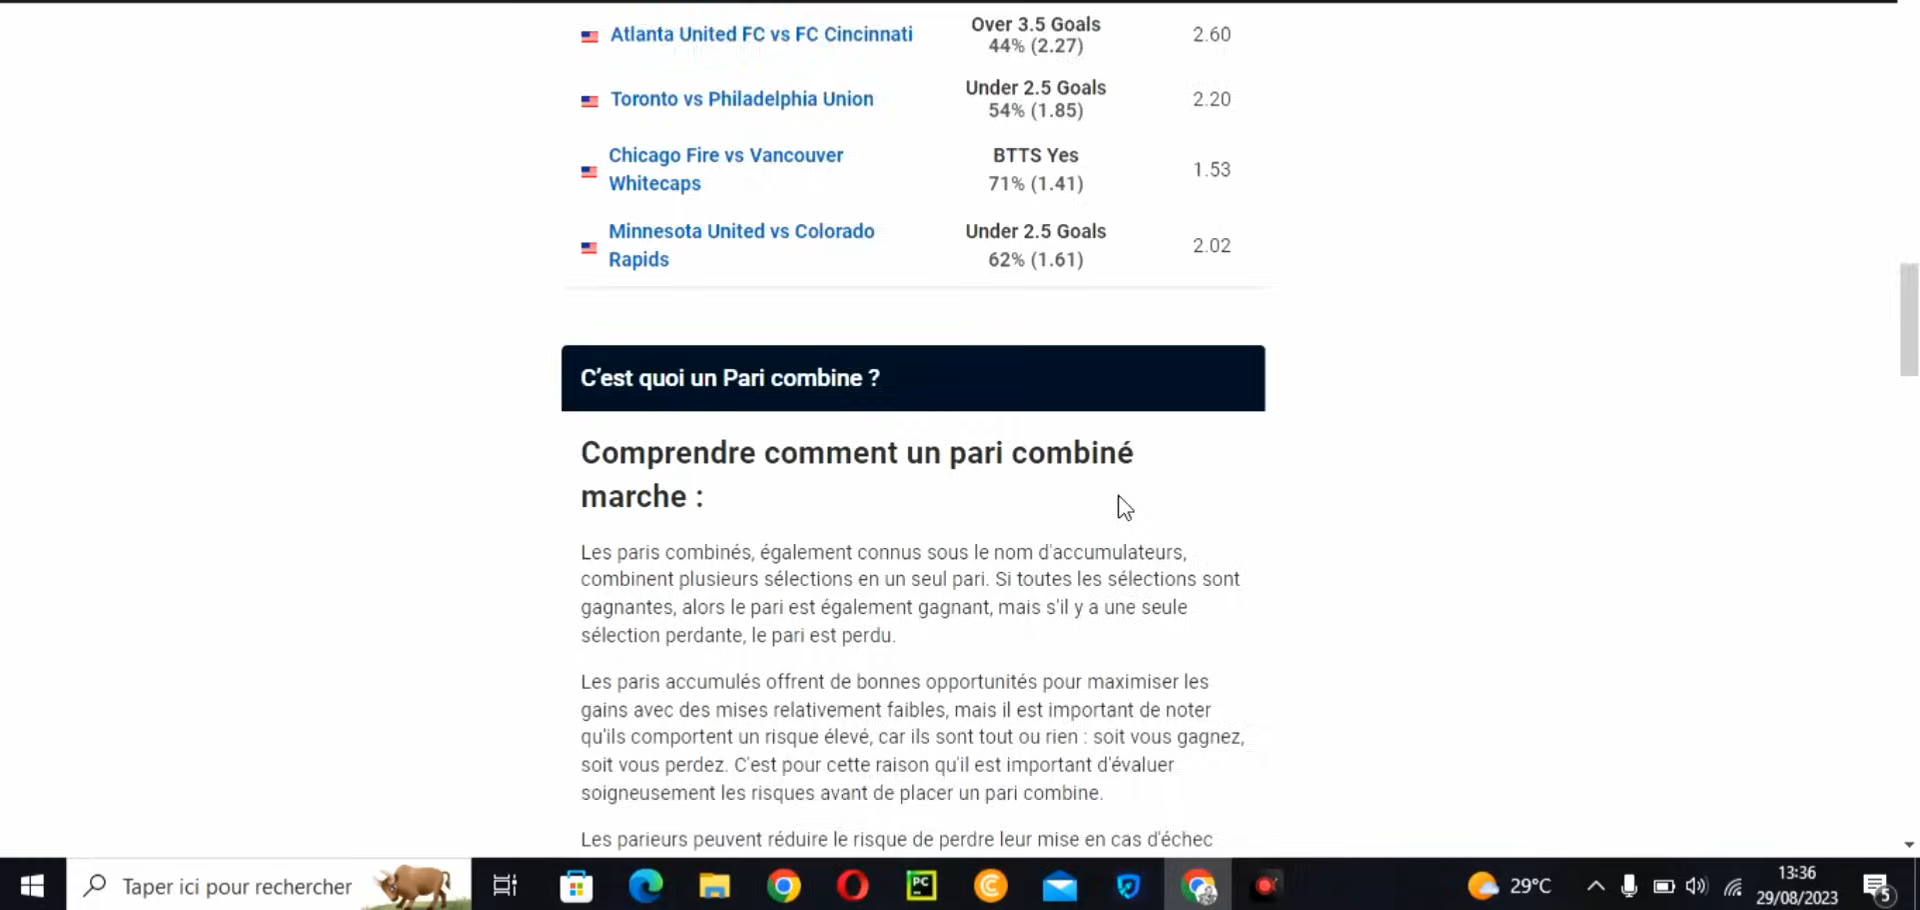 Atlanta United FC vs FC Cincinnati
Over 3.5 Goals
44% (2.27)
2.60
Toronto vs Philadelphia Union
Under 2.5 Goals
54% (1.85)
2.20
Chicago Fire vs Vancouver
Whitecaps
BTTS Yes
71% (1.41)
1.53
Minnesota United vs Colorado
Rapids
Under 2.5 Goals
62% (1.61)
2.02
C’est quoi un Pari combine ?
Comprendre comment un pari combiné
marche :
Les paris combinés, également connus sous le nom d'accumulateurs,
combinent plusieurs sélections en un seul pari. Si toutes les sélections sont
gagnantes, alors le pari est également gagnant, mais s'il y a une seule
sélection perdante, le pari est perdu.
Les paris accumulés offrent de bonnes opportunités pour maximiser les
gains avec des mises relativement faibles, mais il est important de noter
qu'ils comportent un risque élevé, car ils sont tout ou rien : soit vous gagnez,
soit vous perdez. C'est pour cette raison qu'il est important d'évaluer
soigneusement les risques avant de placer un pari combine.
Les parieurs peuvent réduire le risque de perdre leur mise en cas d'échec
Taper ici pour rechercher
PC
29°C
13:36
29/08/2023
5